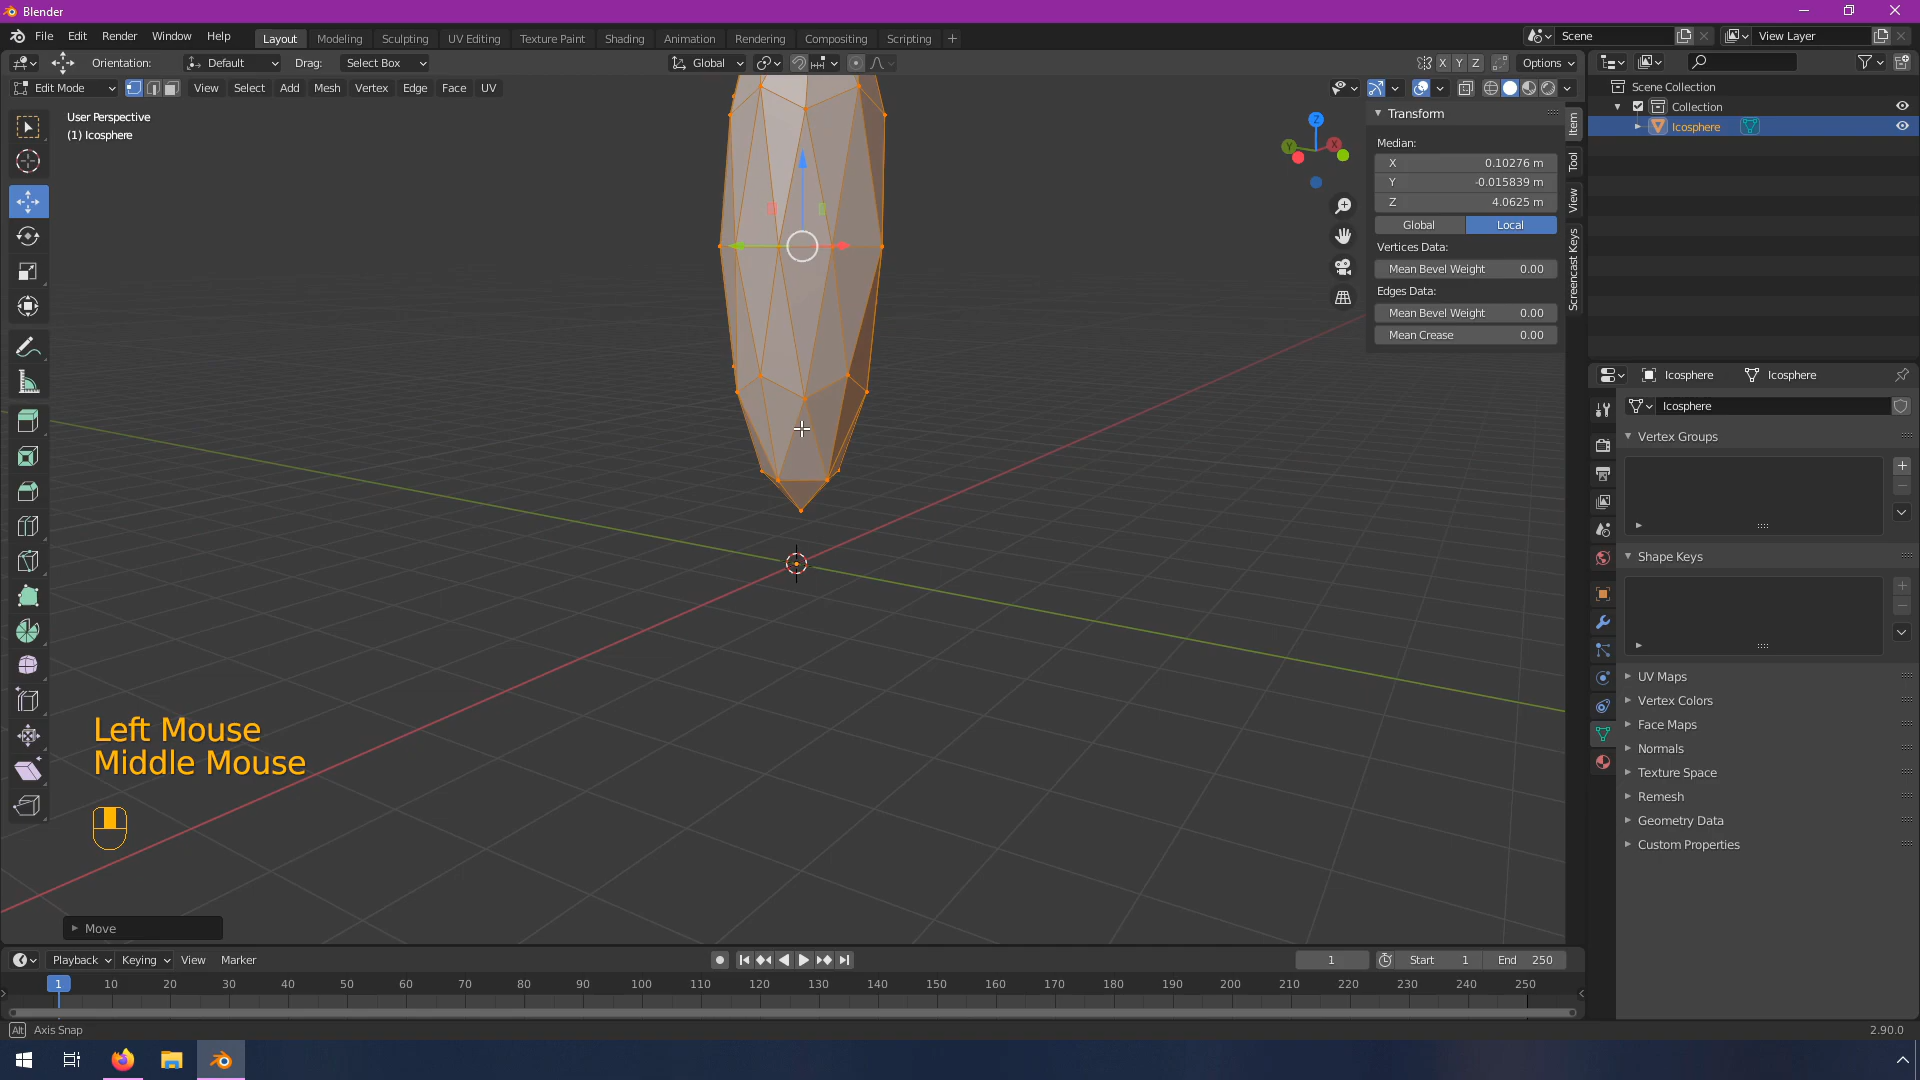 Blender
File Edit Render Window Help
Layout Modeling Sculpting UV Editing Texture Paint Shading Animation Rendering Compositing Scripting +
Scene
View Layer
Orientation: Default Drag: Select Box
Global
X Y Z Options
Edit Mode View Select Add Mesh Vertex Edge Face UV
User Perspective
(1) Icosphere
Z
Y
X
Transform
Median:
X 0.10276 m
Y -0.015839 m
Z 4.0625 m
Global Local
Vertices Data:
Mean Bevel Weight 0.00
Edges Data:
Mean Bevel Weight 0.00
Mean Crease 0.00
Item
Tool
View
Screencast Keys
Scene Collection
Collection
Icosphere
Icosphere Icosphere
Icosphere
Vertex Groups
Shape Keys
UV Maps
Vertex Colors
Face Maps
Normals
Texture Space
Remesh
Geometry Data
Custom Properties
Left Mouse
Middle Mouse
Move
Playback Keying View Marker
1 Start 1 End 250
1 10 20 30 40 50 60 70 80 90 100 110 120 130 140 150 160 170 180 190 200 210 220 230 240 250
Alt Axis Snap
2.90.0